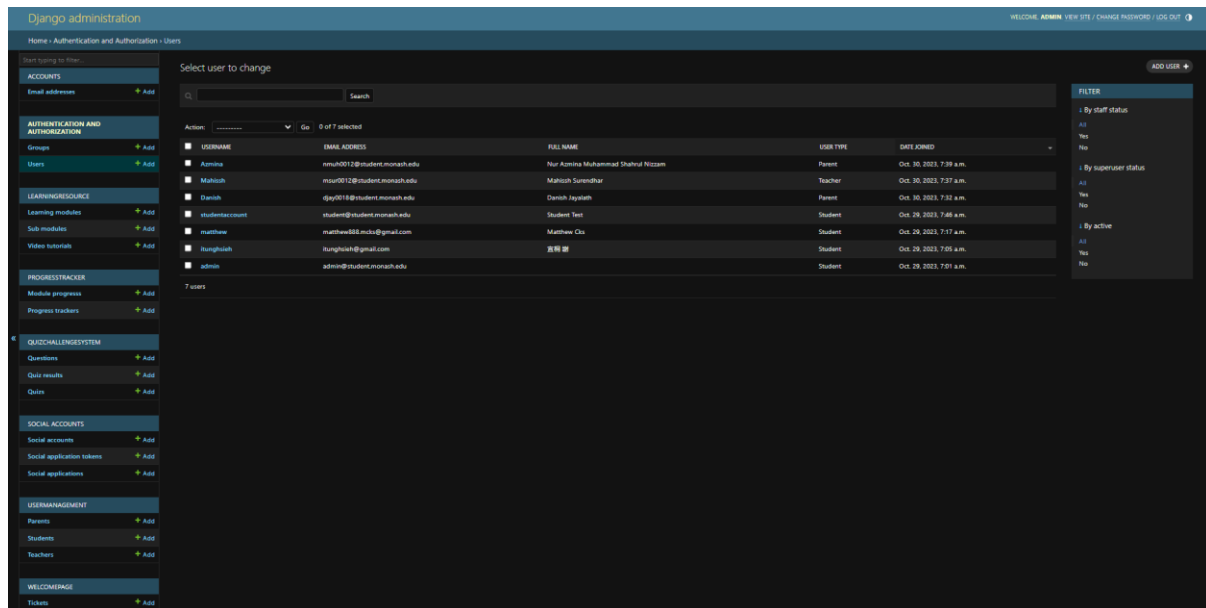 Django administration
WELCOME, ADMIN VIEW SITE / CHANGE PASSWORD / LOG OUT
Home › Authentication and Authorization › Users
Start typing to filter...
ACCOUNTS
Email addresses + Add
AUTHENTICATION AND
AUTHORIZATION
Groups + Add
Users + Add
LEARNINGRESOURCE
Learning modules + Add
Sub modules + Add
Video tutorials + Add
PROGRESSTRACKER
Module progresss + Add
Progress trackers + Add
«
QUIZCHALLENGESYSTEM
Questions + Add
Quiz results + Add
Quizs + Add
SOCIAL ACCOUNTS
Social accounts + Add
Social application tokens + Add
Social applications + Add
USERMANAGEMENT
Parents + Add
Students + Add
Teachers + Add
WELCOMEPAGE
Tickets + Add
Select user to change
ADD USER +
Search
Action: --------- Go 0 of 7 selected
USERNAME EMAIL ADDRESS FULL NAME USER TYPE DATE JOINED
Azmina nmuh0012@student.monash.edu Nur Azmina Muhammad Shahrul Nizzam Parent Oct. 30, 2023, 7:39 a.m.
Mahissh msur0012@student.monash.edu Mahissh Surendhar Teacher Oct. 30, 2023, 7:37 a.m.
Danish djay0018@student.monash.edu Danish Jayalath Parent Oct. 30, 2023, 7:32 a.m.
studentaccount student@student.monash.edu Student Test Student Oct. 29, 2023, 7:46 a.m.
matthew matthew888.mcks@gmail.com Matthew Cks Student Oct. 29, 2023, 7:17 a.m.
itunghsieh itunghsieh@gmail.com Student Oct. 29, 2023, 7:05 a.m.
admin admin@student.monash.edu Student Oct. 29, 2023, 7:01 a.m.
7 users
FILTER
↓ By staff status
All
Yes
No
↓ By superuser status
All
Yes
No
↓ By active
All
Yes
No